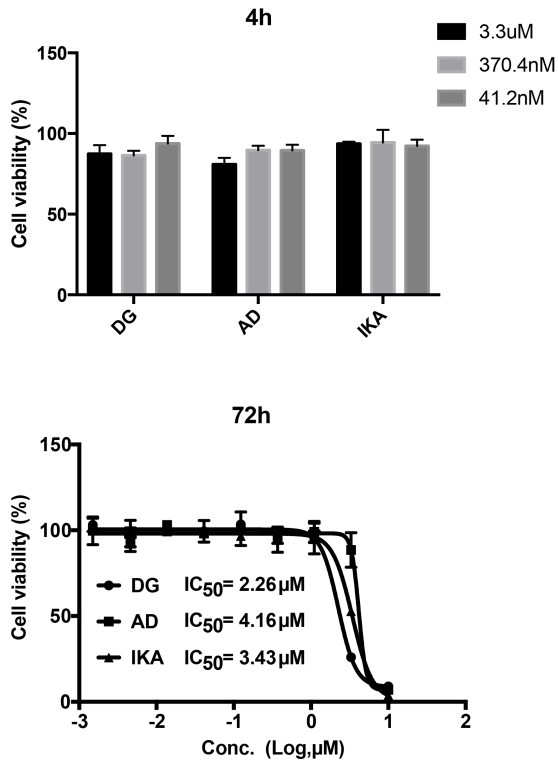 4h
3.3uM
370.4nM
41.2nM
Cell viability (%)
150
100
50
0
DG
AD
IKA
72h
Cell viability (%)
150
100
50
0
DG IC50= 2.26μM
AD IC50= 4.16μM
IKA IC50= 3.43μM
-3 -2 -1 0 1 2
Conc. (Log,μM)